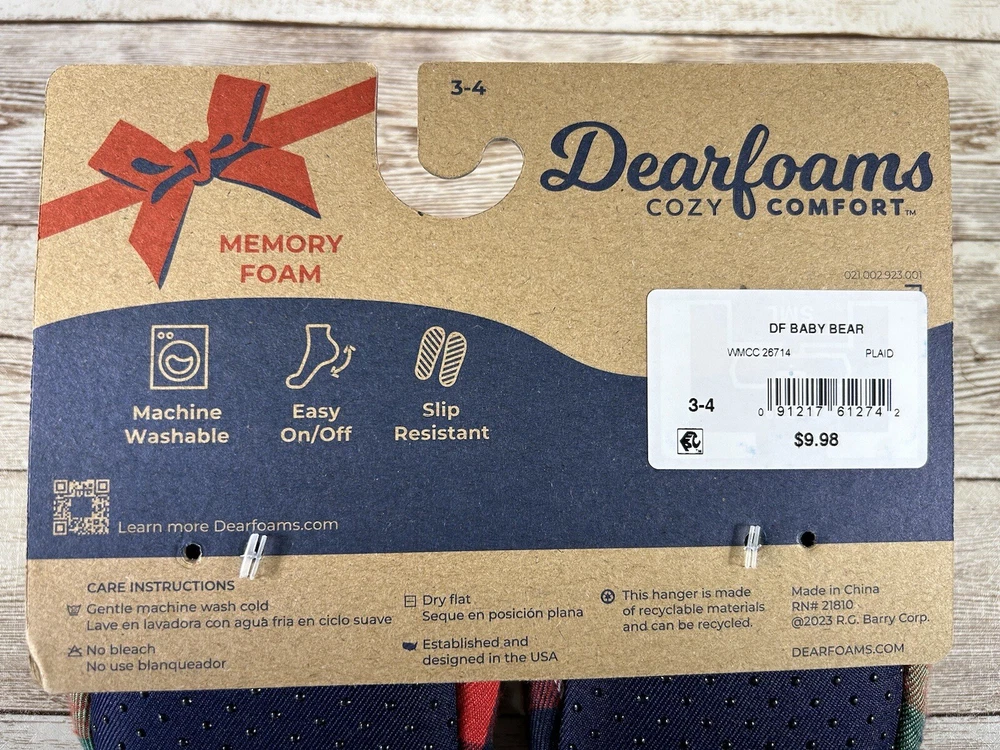 3-4
Dearfoams
COZY COMFORT™
MEMORY
FOAM
021.002.923.001
DF BABY BEAR
WMCC 26714 PLAID
3-4
0 91217 61274 2
$9.98
Machine
Washable
Easy
On/Off
Slip
Resistant
Learn more Dearfoams.com
CARE INSTRUCTIONS
Gentle machine wash cold
Lave en lavadora con agua fria en ciclo suave
No bleach
No use blanqueador
Dry flat
Seque en posición plana
Established and
designed in the USA
This hanger is made
of recyclable materials
and can be recycled.
Made in China
RN# 21810
@2023 R.G. Barry Corp.
DEARFOAMS.COM